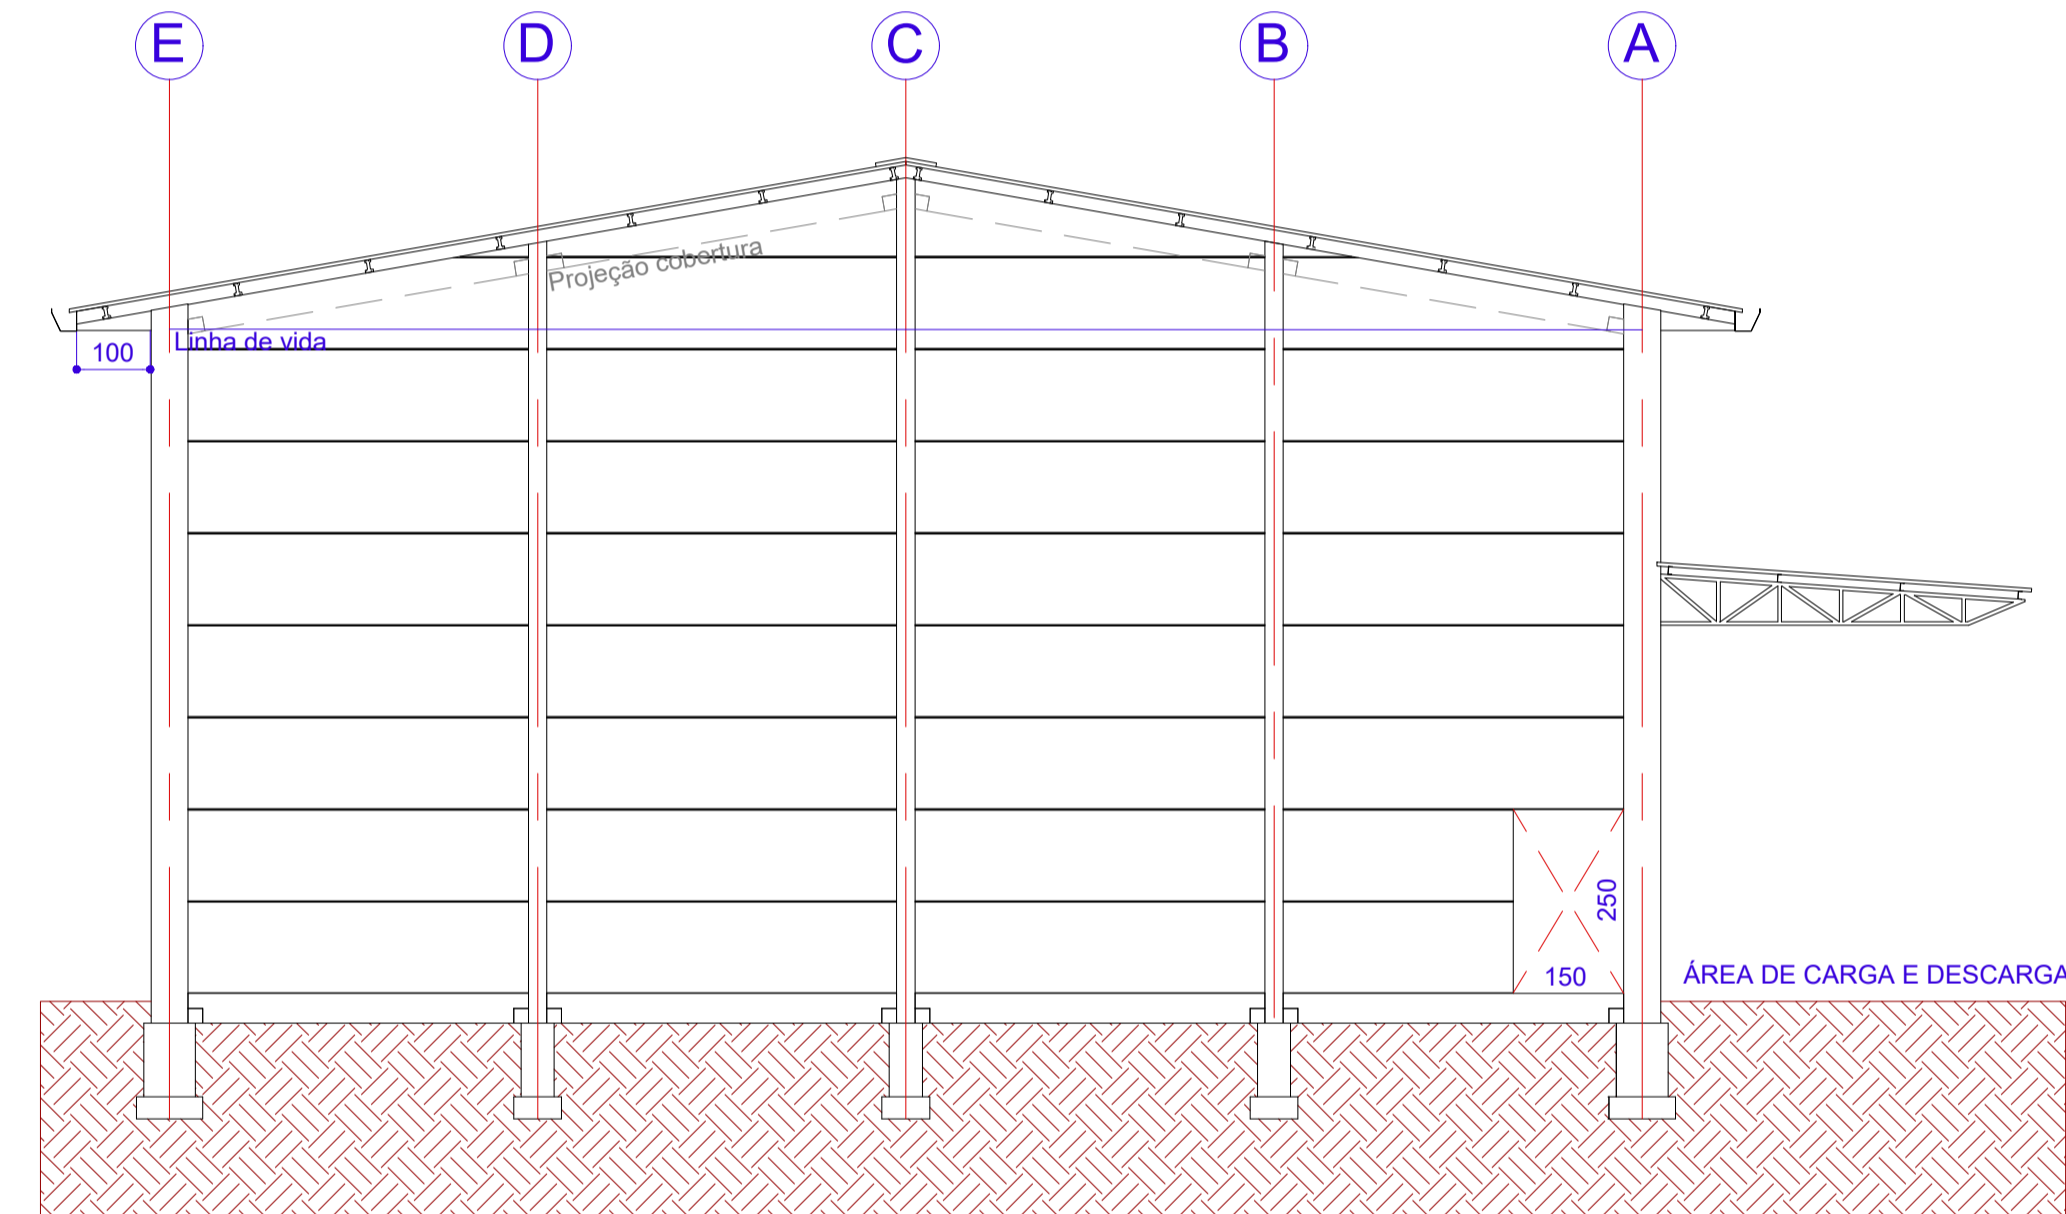 E D C B A
Projeção cobertura
Linha de vida
100
250
150
ÁREA DE CARGA E DESCARGA